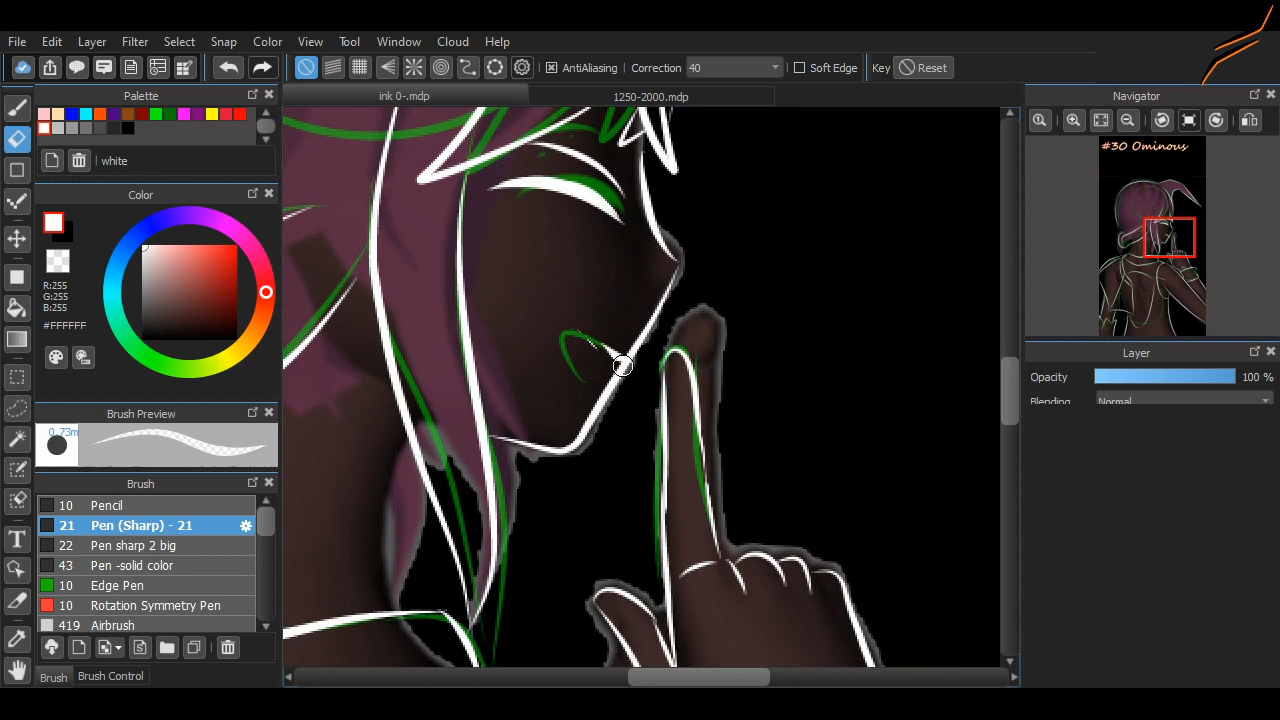 File Edit Layer Filter Select Snap Color View Tool Window Cloud Help
AntiAliasing Correction 40 Soft Edge Key Reset
Palette
white
Color
R:255
G:255
B:255
#FFFFFF
Brush Preview
0.73m
Brush
10 Pencil
21 Pen (Sharp) - 21
22 Pen sharp 2 big
43 Pen -solid color
10 Edge Pen
10 Rotation Symmetry Pen
419 Airbrush
Brush Brush Control
ink 0-.mdp 1250-2000.mdp
Navigator
#30 Ominous
Layer
Opacity 100 %
Blending Normal